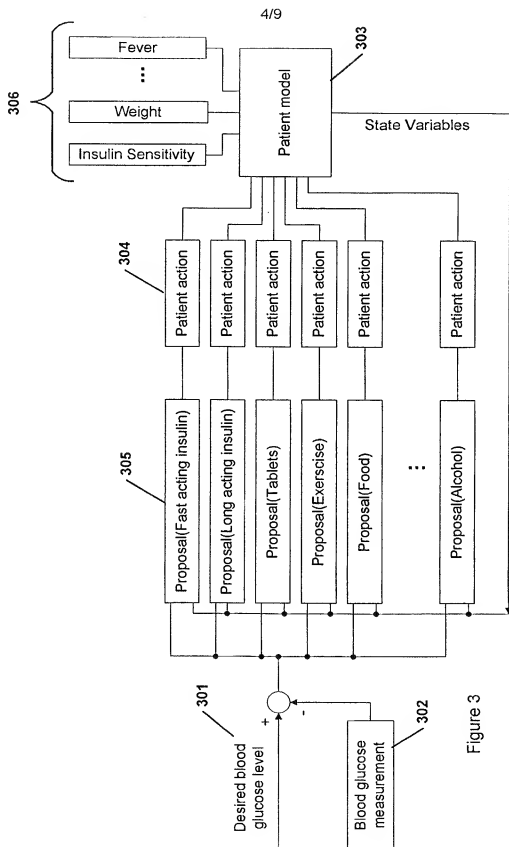 4/9
306
Fever
...
Weight
Insulin Sensitivity
303
Patient model
State Variables
304
Patient action
Patient action
Patient action
Patient action
Patient action
Patient action
305
Proposal(Fast acting insulin)
Proposal(Long acting insulin)
Proposal(Tablets)
Proposal(Exerscise)
Proposal(Food)
...
Proposal(Alcohol)
301
+
-
Desired blood
glucose level
302
Blood glucose
measurement
Figure 3